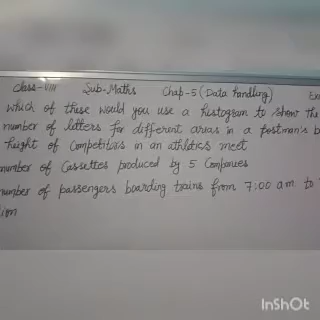 Class-VIII Sub-Maths Chap-5 (Data handling)
which of these would you use a histogram to show the
number of letters for different areas in a postman's
height of competitors in an athletics meet
number of cassettes produced by 5 companies
number of passengers boarding trains from 7:00 am to
InShOt